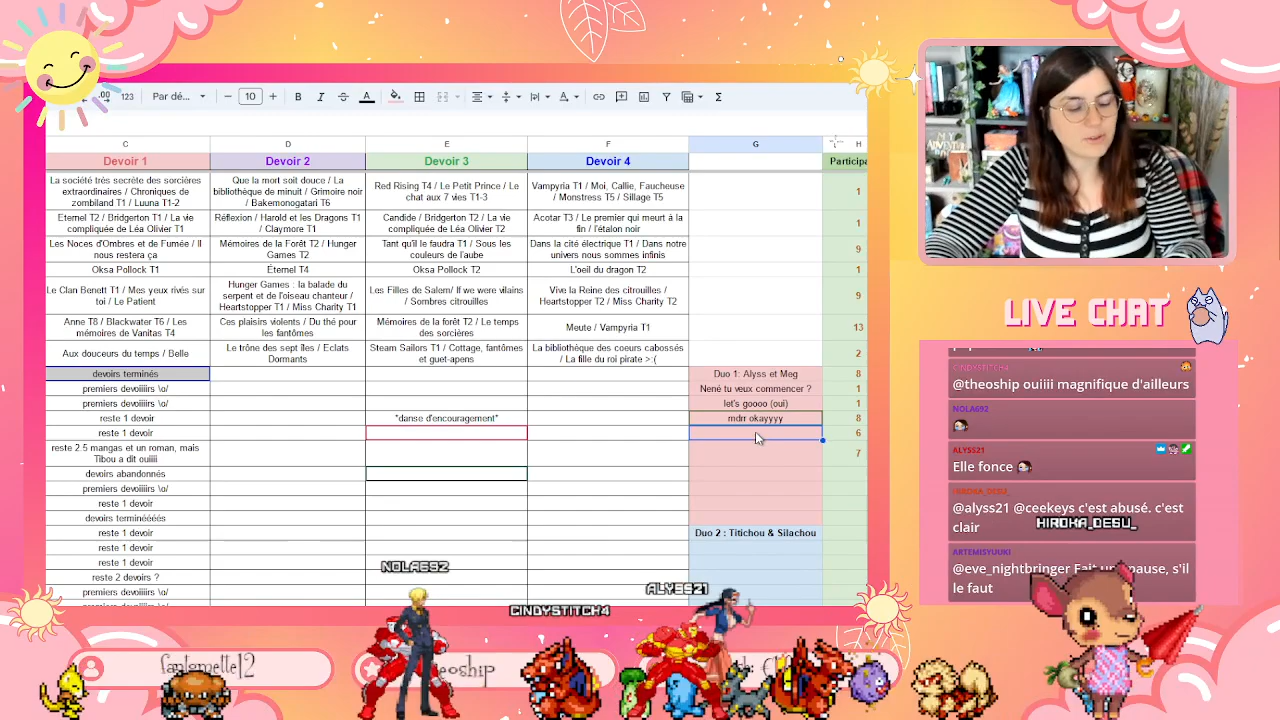 .00
123
Par dé...
10
B
I
A
C
D
E
F
G
H
Devoir 1
Devoir 2
Devoir 3
Devoir 4
Participa
La société très secrète des sorcières
extraordinaires / Chroniques de
zombiland T1 / Luuna T1-2
Que la mort soit douce / La
bibliothèque de minuit / Grimoire noir
/ Bakemonogatari T6
Red Rising T4 / Le Petit Prince / Le
chat aux 7 vies T1-3
Vampyria T1 / Moi, Callie, Faucheuse
/ Monstress T5 / Sillage T5
1
Eternel T2 / Bridgerton T1 / La vie
compliquée de Léa Olivier T1
Réflexion / Harold et les Dragons T1
/ Claymore T1
Candide / Bridgerton T2 / La vie
compliquée de Léa Olivier T2
Acotar T3 / Le premier qui meurt à la
fin / l'étalon noir
1
Les Noces d'Ombres et de Fumée / Il
nous restera ça
Mémoires de la Forêt T2 / Hunger
Games T2
Tant qu'il le faudra T1 / Sous les
couleurs de l'aube
Dans la cité électrique T1 / Dans notre
univers nous sommes infinis
9
Oksa Pollock T1
Éternel T4
Oksa Pollock T2
L'oeil du dragon T2
1
Le Clan Benett T1 / Mes yeux rivés sur
toi / Le Patient
Hunger Games : la balade du
serpent et de l'oiseau chanteur /
Heartstopper T1 / Miss Charity T1
Les Filles de Salem/ If we were vilains
/ Sombres citrouilles
Vive la Reine des citrouilles /
Heartstopper T2 / Miss Charity T2
9
Anne T8 / Blackwater T6 / Les
mémoires de Vanitas T4
Ces plaisirs violents / Du thé pour
les fantômes
Mémoires de la forêt T2 / Le temps
des sorcières
Meute / Vampyria T1
13
Aux douceurs du temps / Belle
Le trône des sept îles / Eclats
Dormants
Steam Sailors T1 / Cottage, fantômes
et guet-apens
La bibliothèque des coeurs cabossés
/ La fille du roi pirate >:(
2
devoirs terminés
Duo 1: Alyss et Meg
8
premiers devoiiiirs \o/
Nené tu veux commencer ?
1
premiers devoiiiirs \o/
let's goooo (oui)
1
reste 1 devoir
"danse d'encouragement"
mdrr okayyyy
8
reste 1 devoir
6
reste 2.5 mangas et un roman, mais
Tibou a dit ouiiii
7
devoirs abandonnés
premiers devoiiiirs \o/
reste 1 devoir
devoirs terminéééés
reste 1 devoir
Duo 2 : Titichou & Silachou
reste 1 devoir
reste 1 devoir
reste 2 devoirs ?
premiers devoiiiirs \o/
MY
ADVENTURE
LIVE CHAT
CINDYSTITCH4
@theoship ouiiii magnifique d'ailleurs
NOLA692
ALYSS21
Elle fonce
HIROKA_DESU_
@alyss21 @ceekeys c'est abusé. c'est
clair
HIROKA_DESU_
ARTEMISYUUKI
@eve_nightbringer Fait une pause, s'il
le faut
NOLA692
CINDYSTITCH4
ALYSS21
fantomette12